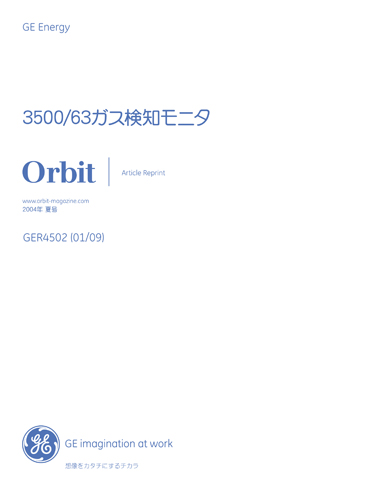 GE Energy
3500/63ガス検知モニタ
Orbit
Article Reprint
www.orbit-magazine.com
2004年 夏号
GER4502 (01/09)
GE imagination at work
想像をカタチにするチカラ